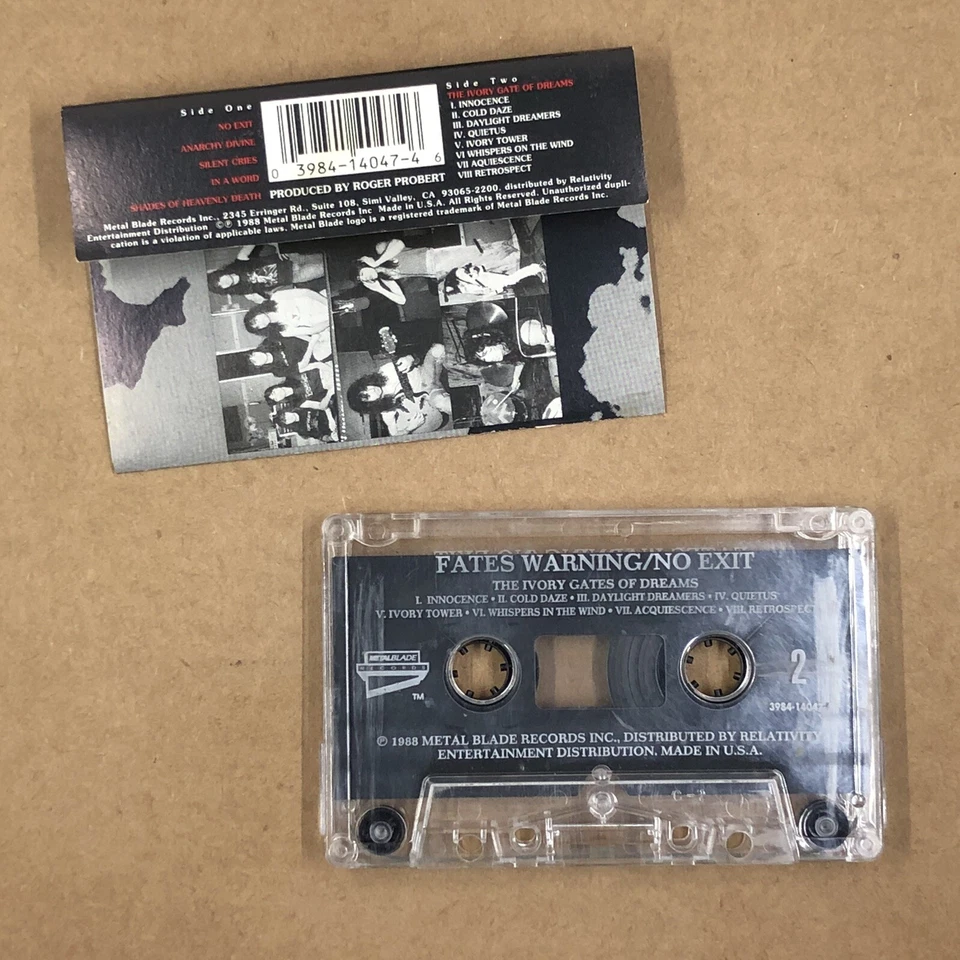 Side One
NO EXIT
ANARCHY DIVINE
SILENT CRIES
IN A WORD
SHADES OF HEAVENLY DEATH
0 3984-14047-4 6
PRODUCED BY ROGER PROBERT
Side Two
THE IVORY GATE OF DREAMS
I. INNOCENCE
II. COLD DAZE
III. DAYLIGHT DREAMERS
IV. QUIETUS
V. IVORY TOWER
VI WHISPERS ON THE WIND
VII AQUIESCENCE
VIII RETROSPECT
Metal Blade Records Inc., 2345 Erringer Rd., Suite 108, Simi Valley, CA 93065-2200. distributed by Relativity
Entertainment Distribution ©℗ 1988 Metal Blade Records Inc Made in U.S.A. All Rights Reserved. Unauthorized dupli-
cation is a violation of applicable laws. Metal Blade logo is a registered trademark of Metal Blade Records Inc.
FATES WARNING/NO EXIT
THE IVORY GATES OF DREAMS
I. INNOCENCE • II. COLD DAZE • III. DAYLIGHT DREAMERS • IV. QUIETUS
V. IVORY TOWER • VI. WHISPERS IN THE WIND • VII. ACQUIESCENCE • VIII. RETROSPECT
METAL BLADE
RECORDS
TM
2
3984-14047
℗ 1988 METAL BLADE RECORDS INC., DISTRIBUTED BY RELATIVITY
ENTERTAINMENT DISTRIBUTION. MADE IN U.S.A.